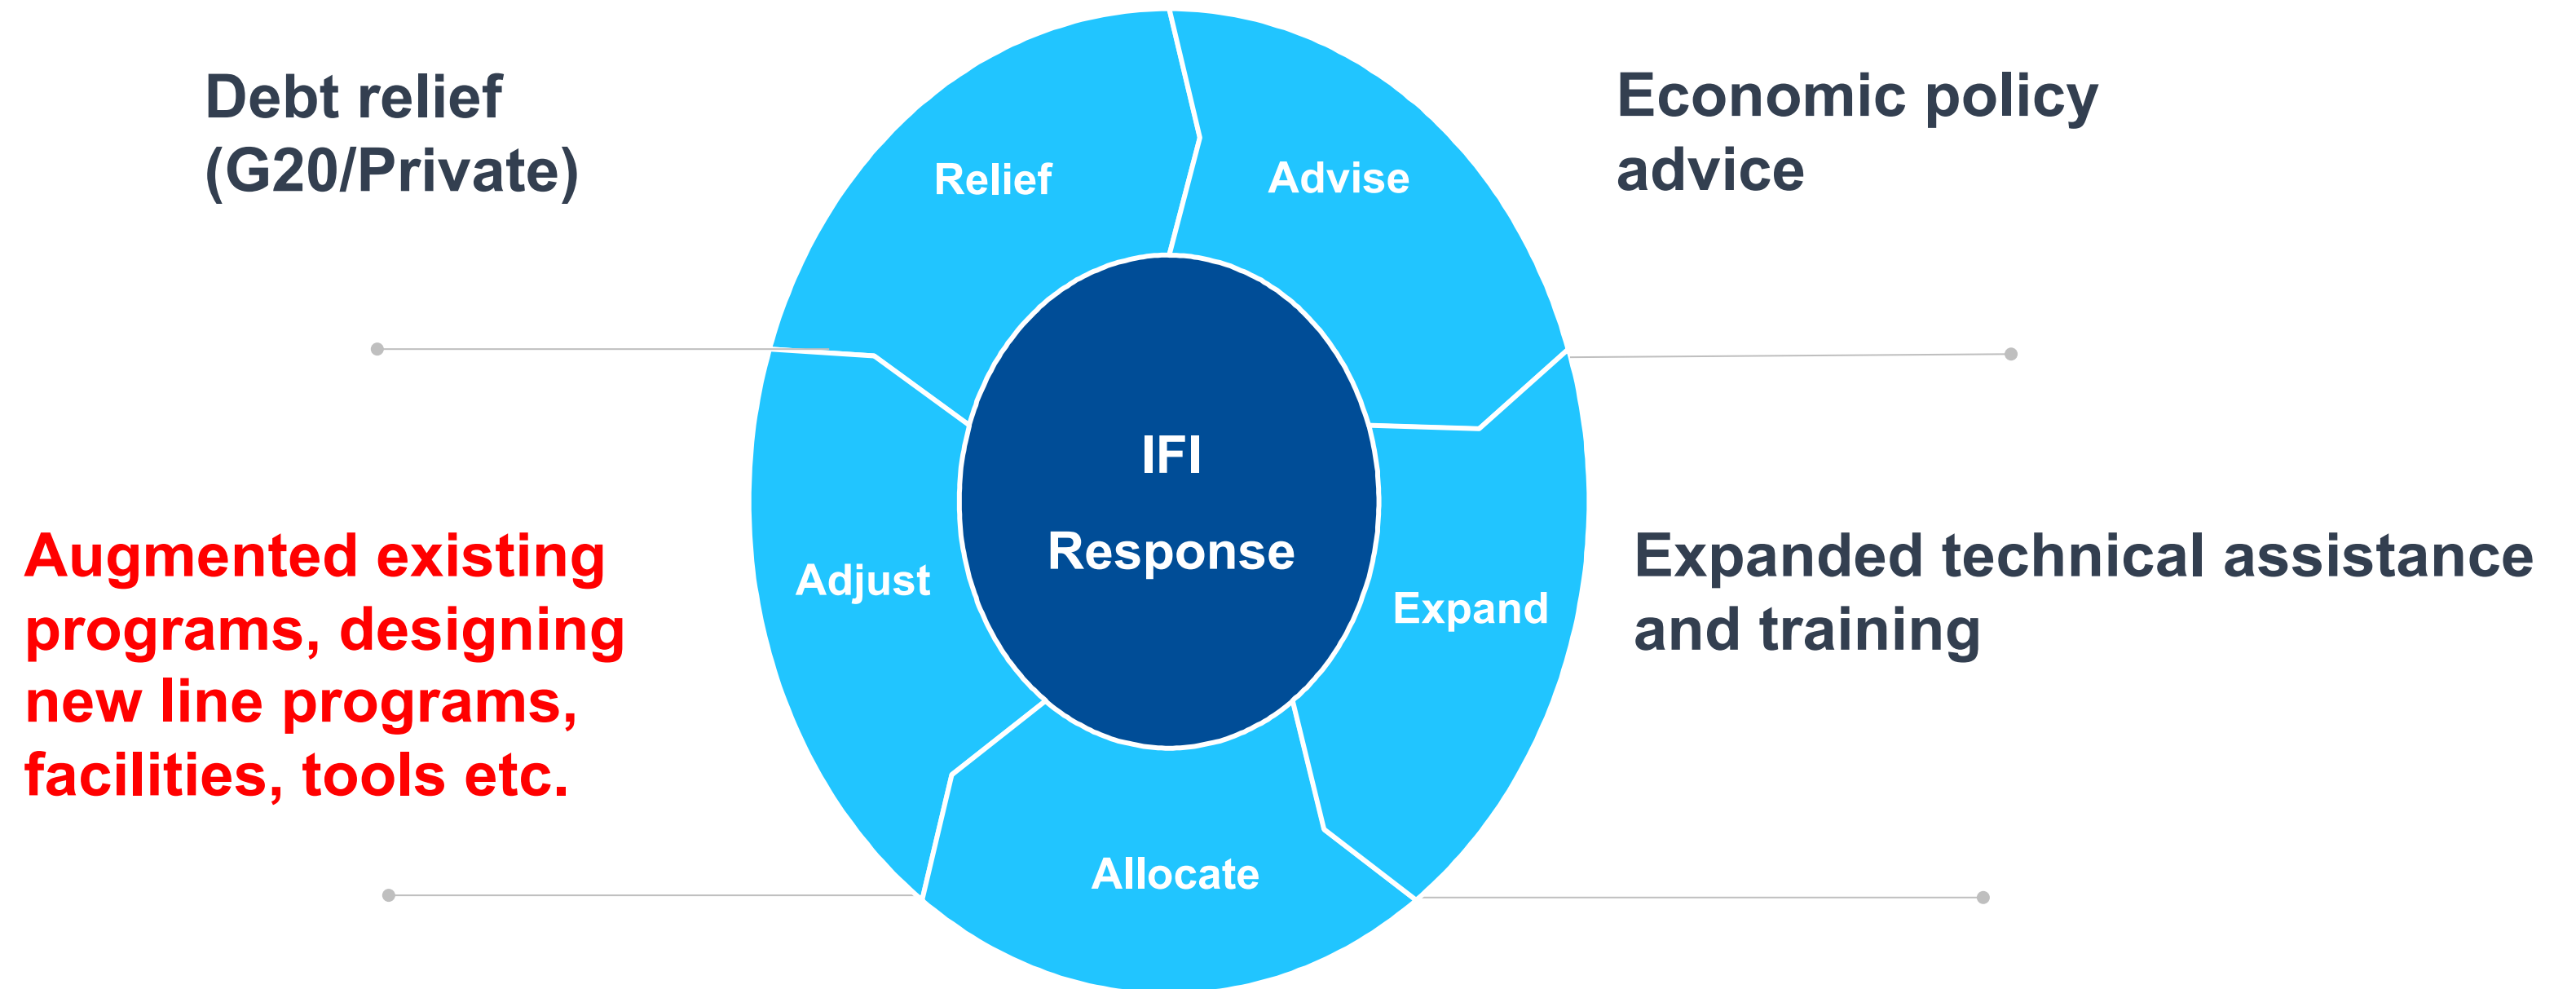 Debt relief
(G20/Private)
Economic policy
advice
Relief
Advise
IFI
Response
Augmented existing
programs, designing
new line programs,
facilities, tools etc.
Adjust
Expand
Expanded technical assistance
and training
Allocate